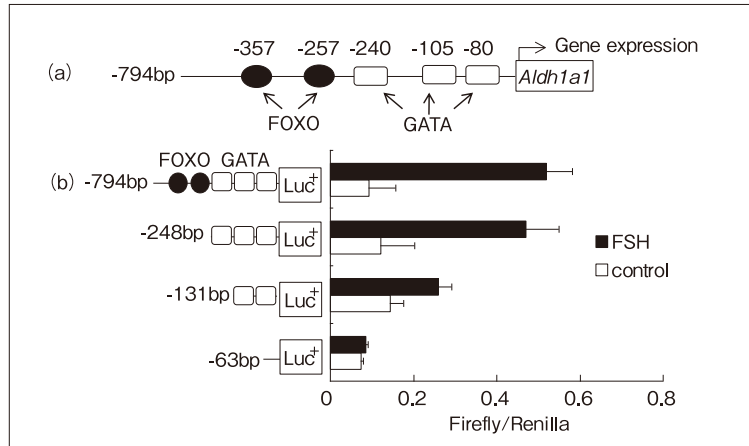 -357 -257 -240 -105 -80
Gene expression
(a) -794bp Aldh1a1
FOXO GATA
FOXO GATA
(b) -794bp Luc+
-248bp Luc+
-131bp Luc+
-63bp Luc+
FSH
control
0 0.2 0.4 0.6 0.8
Firefly/Renilla